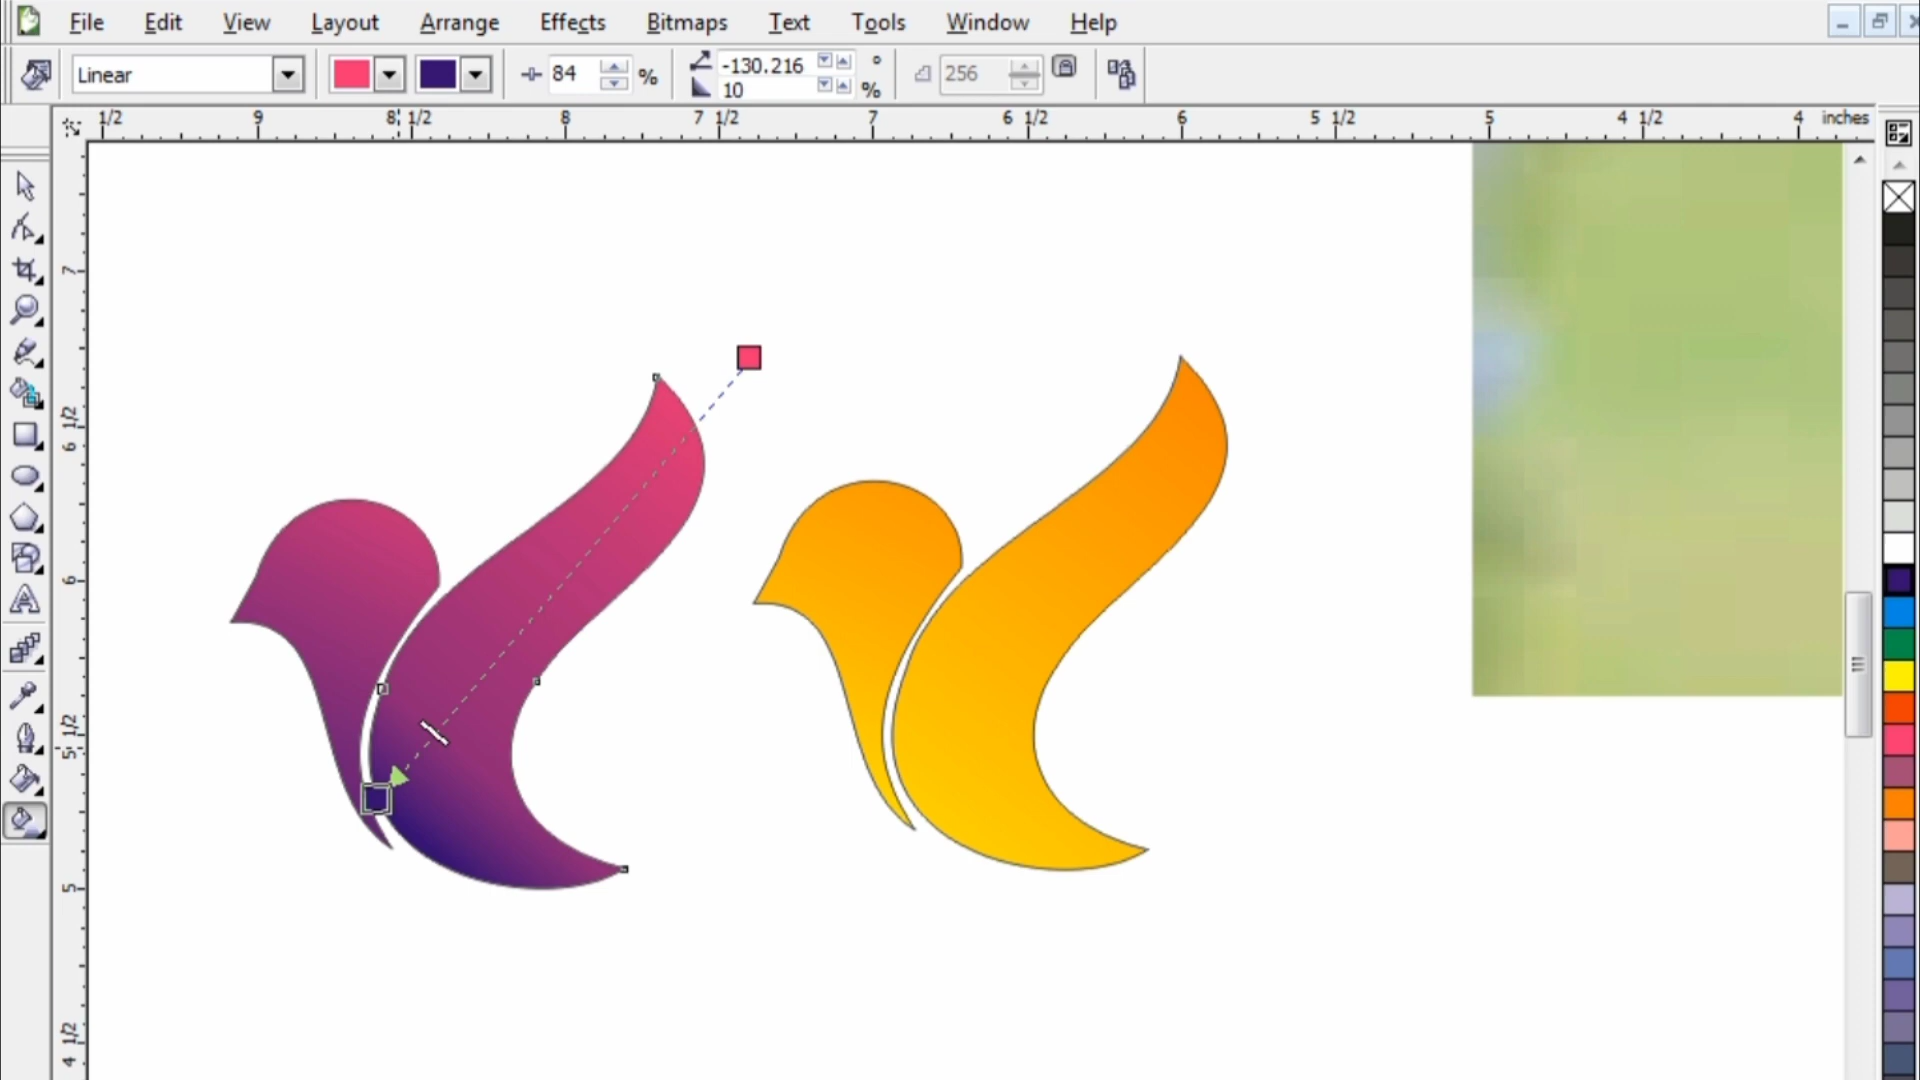 File Edit View Layout Arrange Effects Bitmaps Text Tools Window Help
Linear 84 % -130.216 ° 256
10 %
1/2 9 8 1/2 8 7 1/2 7 6 1/2 6 5 1/2 5 4 1/2 4 inches
7
6 1/2
6
5 1/2
5
4 1/2